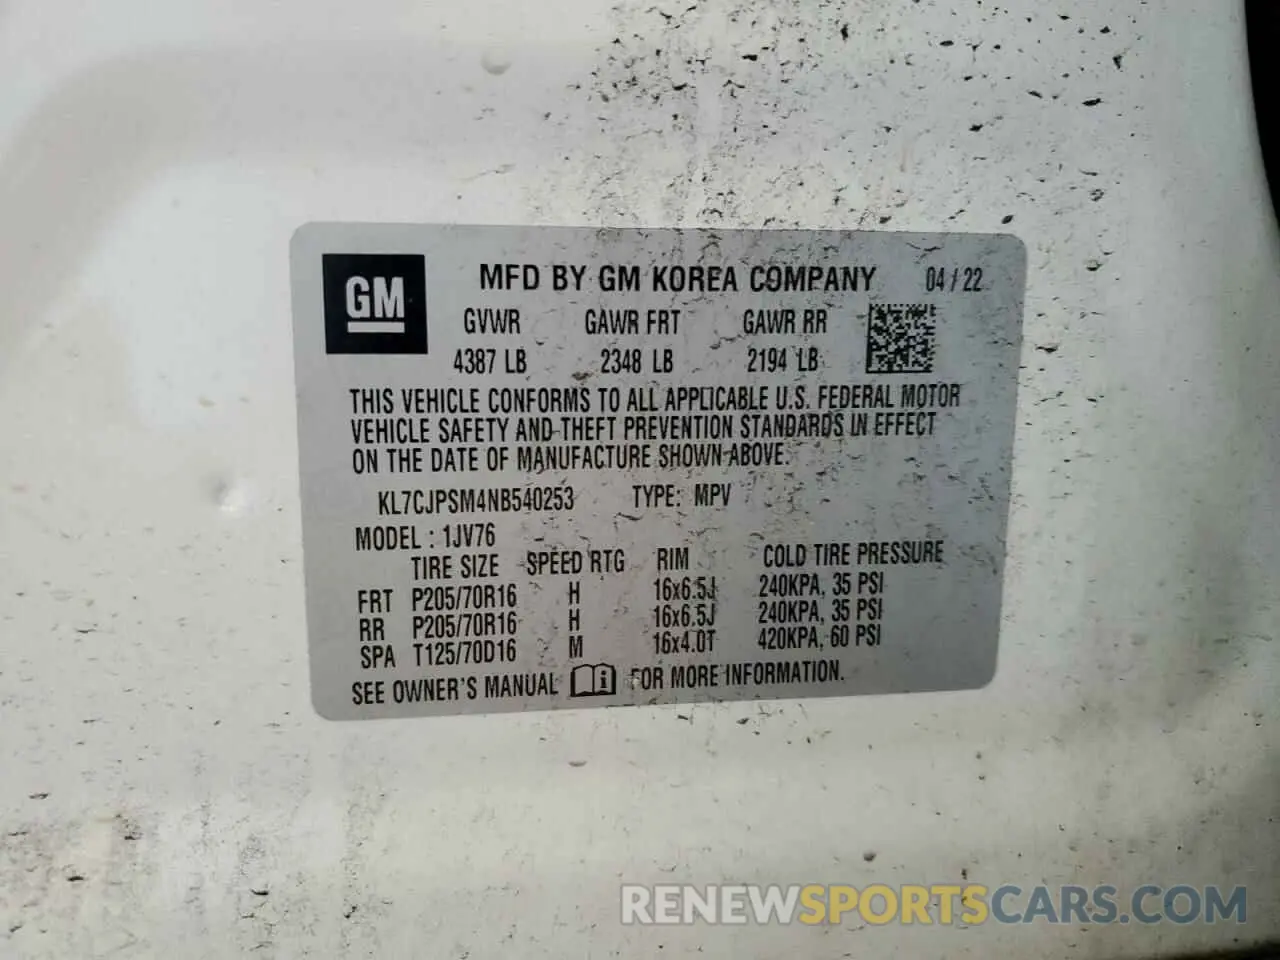 GM
MFD BY GM KOREA COMPANY 04 / 22
GVWR GAWR FRT GAWR RR
4387 LB 2348 LB 2194 LB
THIS VEHICLE CONFORMS TO ALL APPLICABLE U.S. FEDERAL MOTOR
VEHICLE SAFETY AND THEFT PREVENTION STANDARDS IN EFFECT
ON THE DATE OF MANUFACTURE SHOWN ABOVE.
KL7CJPSM4NB540253 TYPE: MPV
MODEL : 1JV76
TIRE SIZE SPEED RTG RIM COLD TIRE PRESSURE
FRT P205/70R16 H 16x6.5J 240KPA, 35 PSI
RR P205/70R16 H 16x6.5J 240KPA, 35 PSI
SPA T125/70D16 M 16x4.0T 420KPA, 60 PSI
SEE OWNER'S MANUAL FOR MORE INFORMATION.
RENEWSPORTSCARS.COM